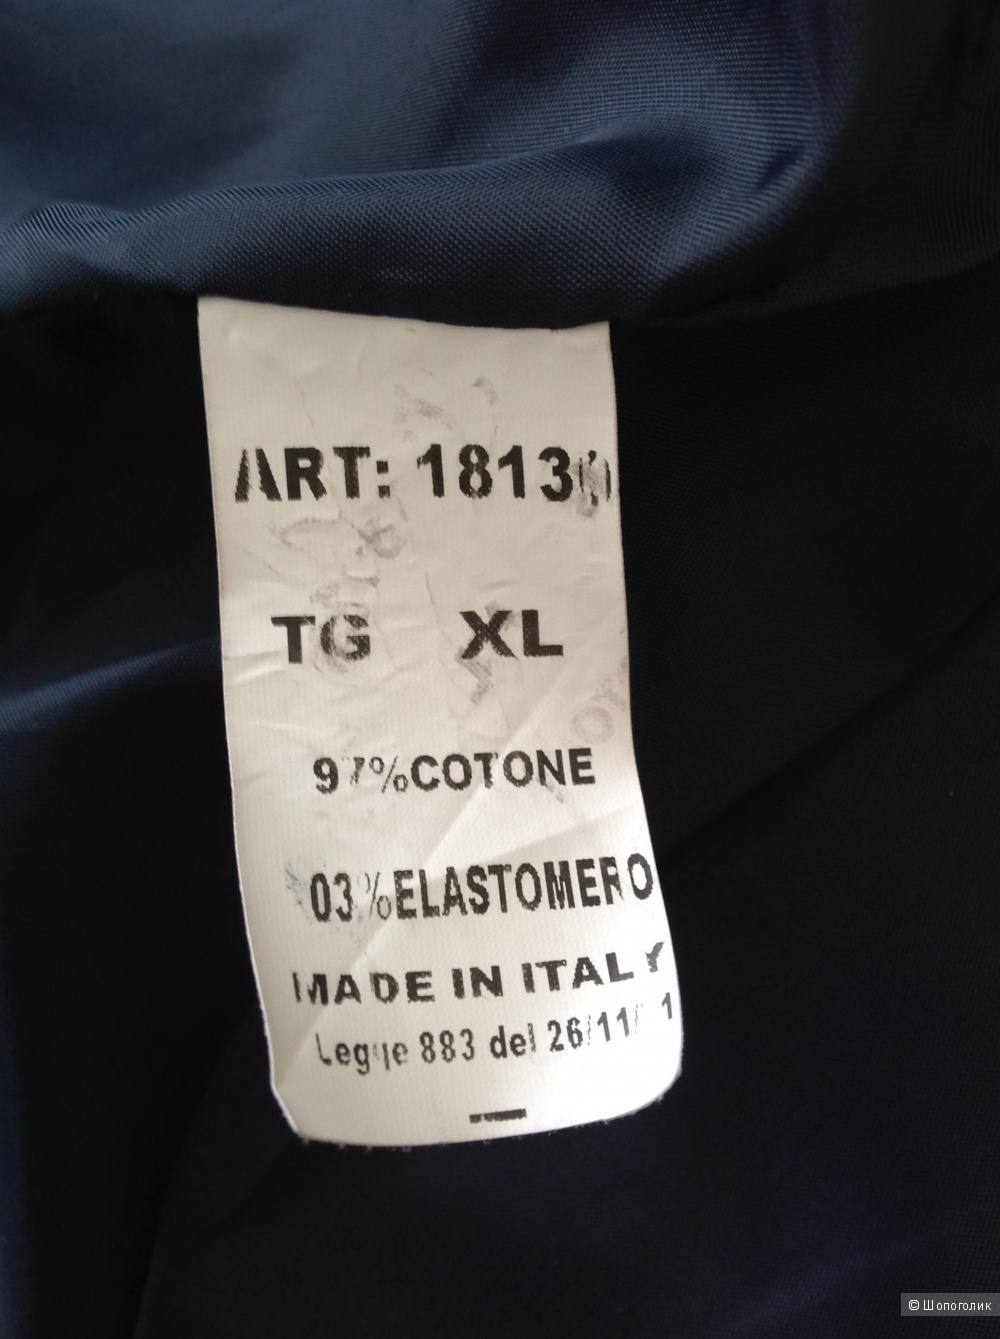 ART: 1813
TG XL
97%COTONE
03%ELASTOMERO
MADE IN ITALY
Legge 883 del 26/11/
© Шопоголик